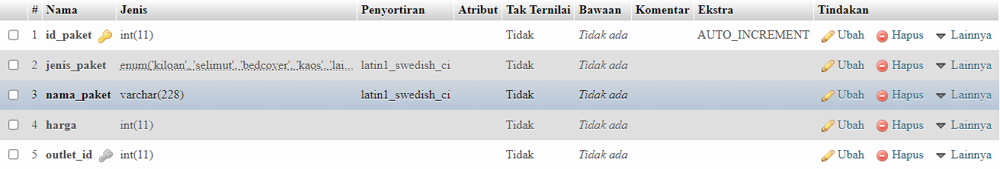 # Nama Jenis Penyortiran Atribut Tak Ternilai Bawaan Komentar Ekstra Tindakan
1 id_paket int(11) Tidak Tidak ada AUTO_INCREMENT Ubah Hapus Lainnya
2 jenis_paket enum('kiloan', 'selimut', 'bedcover', 'kaos', 'lai... latin1_swedish_ci Tidak Tidak ada Ubah Hapus Lainnya
3 nama_paket varchar(228) latin1_swedish_ci Tidak Tidak ada Ubah Hapus Lainnya
4 harga int(11) Tidak Tidak ada Ubah Hapus Lainnya
5 outlet_id int(11) Tidak Tidak ada Ubah Hapus Lainnya